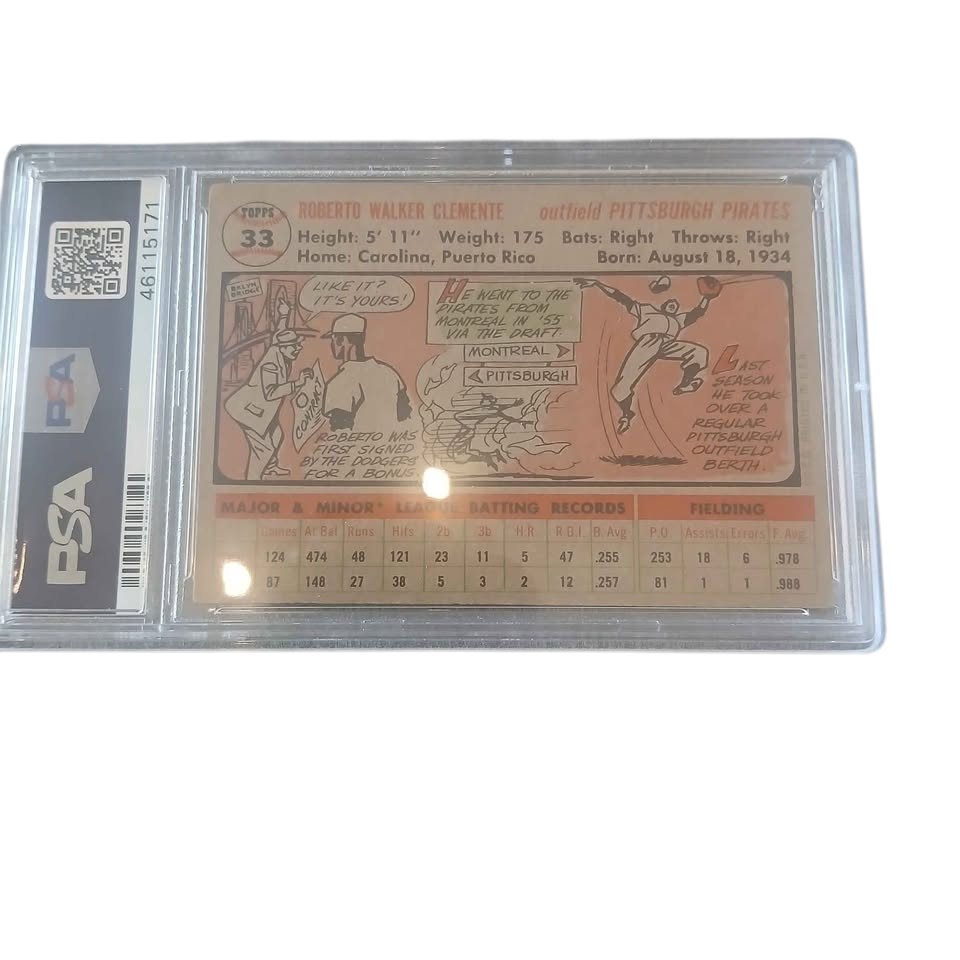 46115171
PSA
PSA
TOPPS
33
ROBERTO WALKER CLEMENTE outfield PITTSBURGH PIRATES
Height: 5' 11" Weight: 175 Bats: Right Throws: Right
Home: Carolina, Puerto Rico Born: August 18, 1934
BKLYN
BRIDGE
LIKE IT?
IT'S YOURS!
CONTRACT
ROBERTO WAS
FIRST SIGNED
BY THE DODGERS
FOR A BONUS.
HE WENT TO THE
PIRATES FROM
MONTREAL IN '55
VIA THE DRAFT.
MONTREAL
PITTSBURGH
LAST
SEASON
HE TOOK
OVER A
REGULAR
PITTSBURGH
OUTFIELD
BERTH.
MAJOR & MINOR* LEAGUE BATTING RECORDS FIELDING
Games At Bat Runs Hits 2b 3b H.R R.B.I. B. Avg P.O. Assists Errors F. Avg.
124 474 48 121 23 11 5 47 .255 253 18 6 .978
87 148 27 38 5 3 2 12 .257 81 1 1 .988